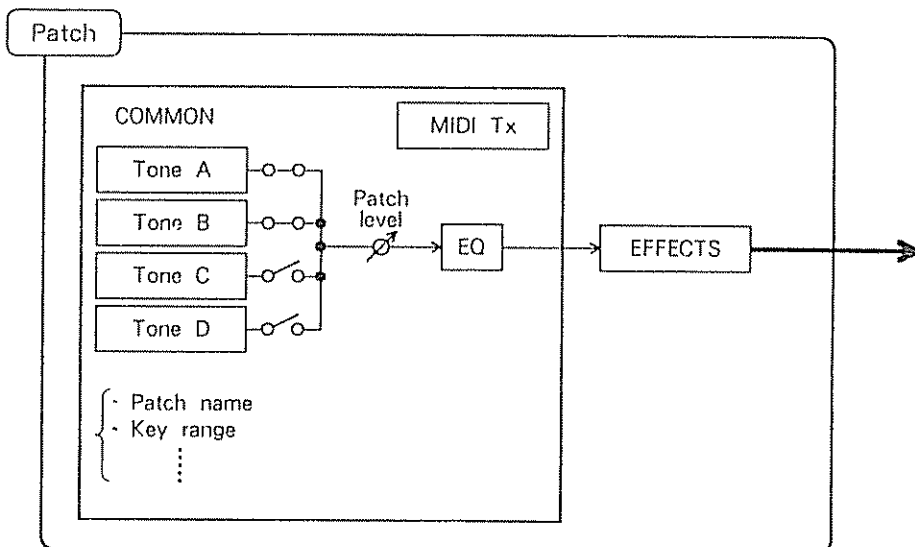 Patch
COMMON
MIDI Tx
Tone A
Tone B
Tone C
Tone D
Patch
level
EQ
EFFECTS
· Patch name
· Key range